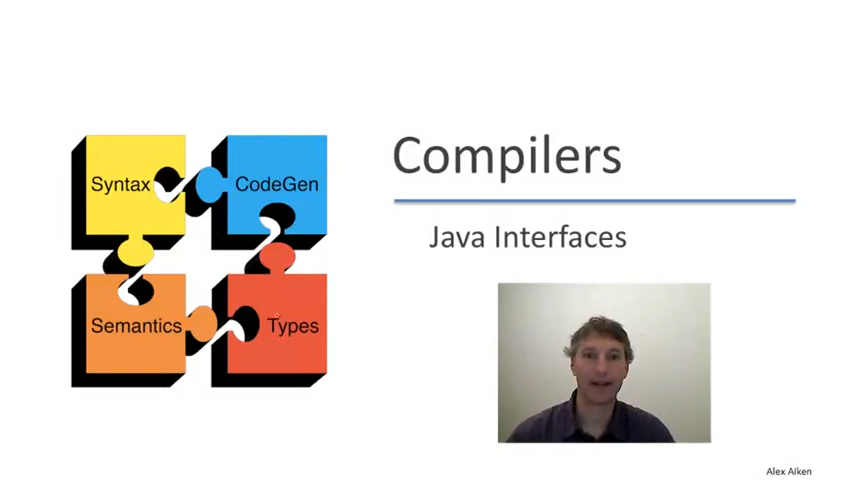 Compilers
Java Interfaces
Syntax
CodeGen
Semantics
Types
Alex Aiken